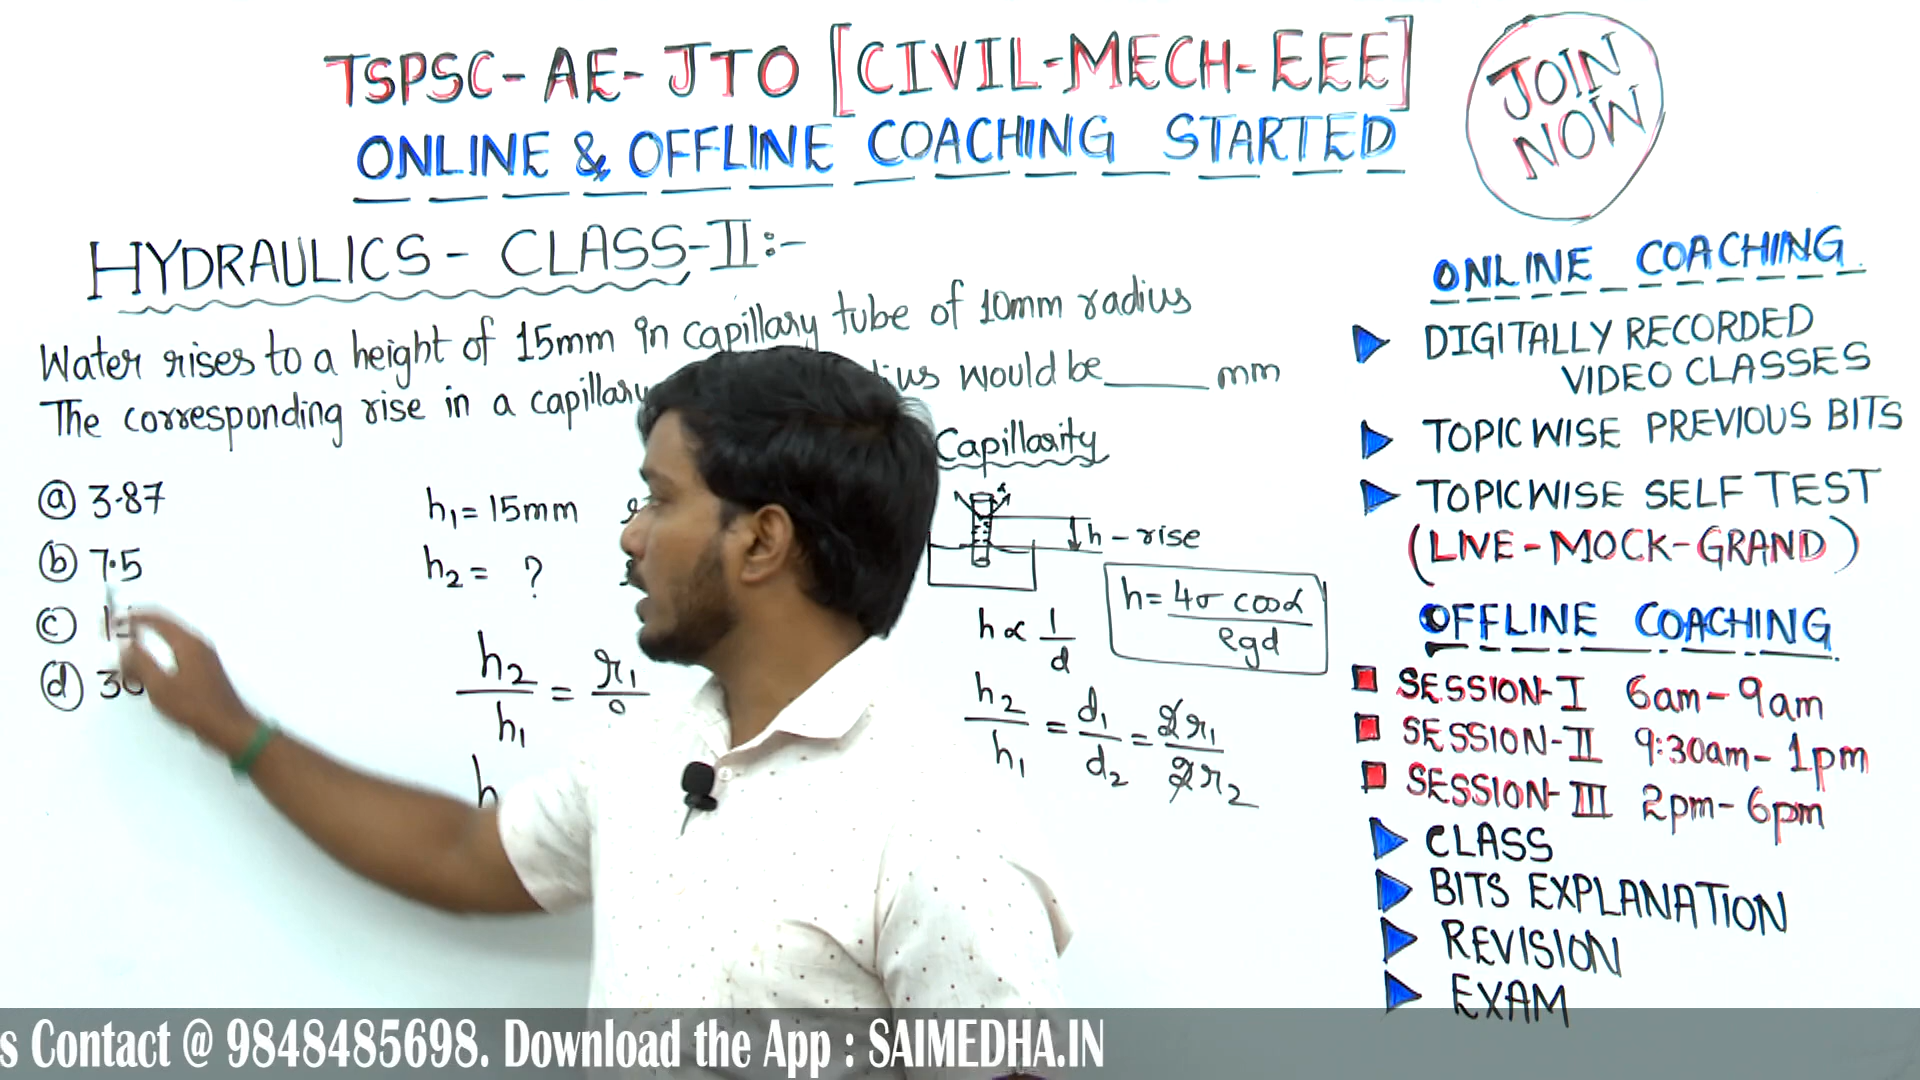 TSPSC-AE-JTO [CIVIL-MECH-EEE]
ONLINE & OFFLINE COACHING STARTED
JOIN
NOW
HYDRAULICS - CLASS-II:-
Water rises to a height of 15mm in capillary tube of 10mm radius
The corresponding rise in a capillary would be _____ mm
(a) 3.87
(b) 7.5
(c)
(d) 30
h₁ = 15mm
h₂ = ?
h₂/h₁ = r₁
h
Capillarity
h - rise
h ∝ 1/d
h = 4σ cosα / ρgd
h₂/h₁ = d₁/d₂ = 2r₁/2r₂
ONLINE COACHING
DIGITALLY RECORDED
VIDEO CLASSES
TOPICWISE PREVIOUS BITS
TOPICWISE SELF TEST
(LIVE-MOCK-GRAND)
OFFLINE COACHING
SESSION-I 6am-9am
SESSION-II 9:30am-1pm
SESSION-III 2pm-6pm
CLASS
BITS EXPLANATION
REVISION
EXAM
s Contact @ 9848485698. Download the App : SAIMEDHA.IN